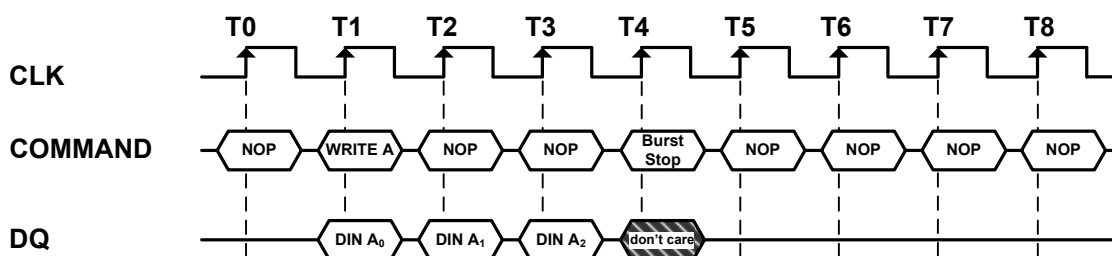 T0 T1 T2 T3 T4 T5 T6 T7 T8
CLK
COMMAND NOP WRITE A NOP NOP Burst Stop NOP NOP NOP NOP
DQ DIN A₀ DIN A₁ DIN A₂ don't care